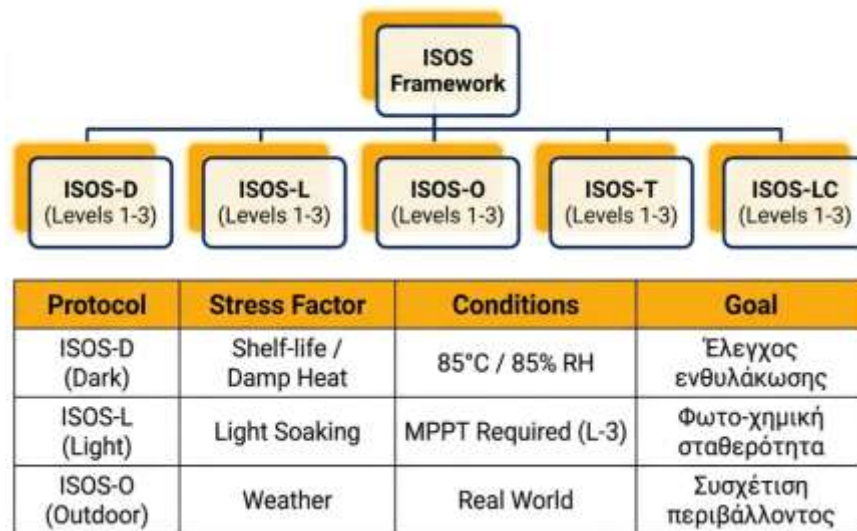 ISOS
Framework
ISOS-D
(Levels 1-3)
ISOS-L
(Levels 1-3)
ISOS-O
(Levels 1-3)
ISOS-T
(Levels 1-3)
ISOS-LC
(Levels 1-3)
Protocol Stress Factor Conditions Goal
ISOS-D
(Dark)
Shelf-life /
Damp Heat
85°C / 85% RH
Έλεγχος
ενθυλάκωσης
ISOS-L
(Light)
Light Soaking
MPPT Required (L-3)
Φωτο-χημική
σταθερότητα
ISOS-O
(Outdoor)
Weather
Real World
Συσχέτιση
περιβάλλοντος